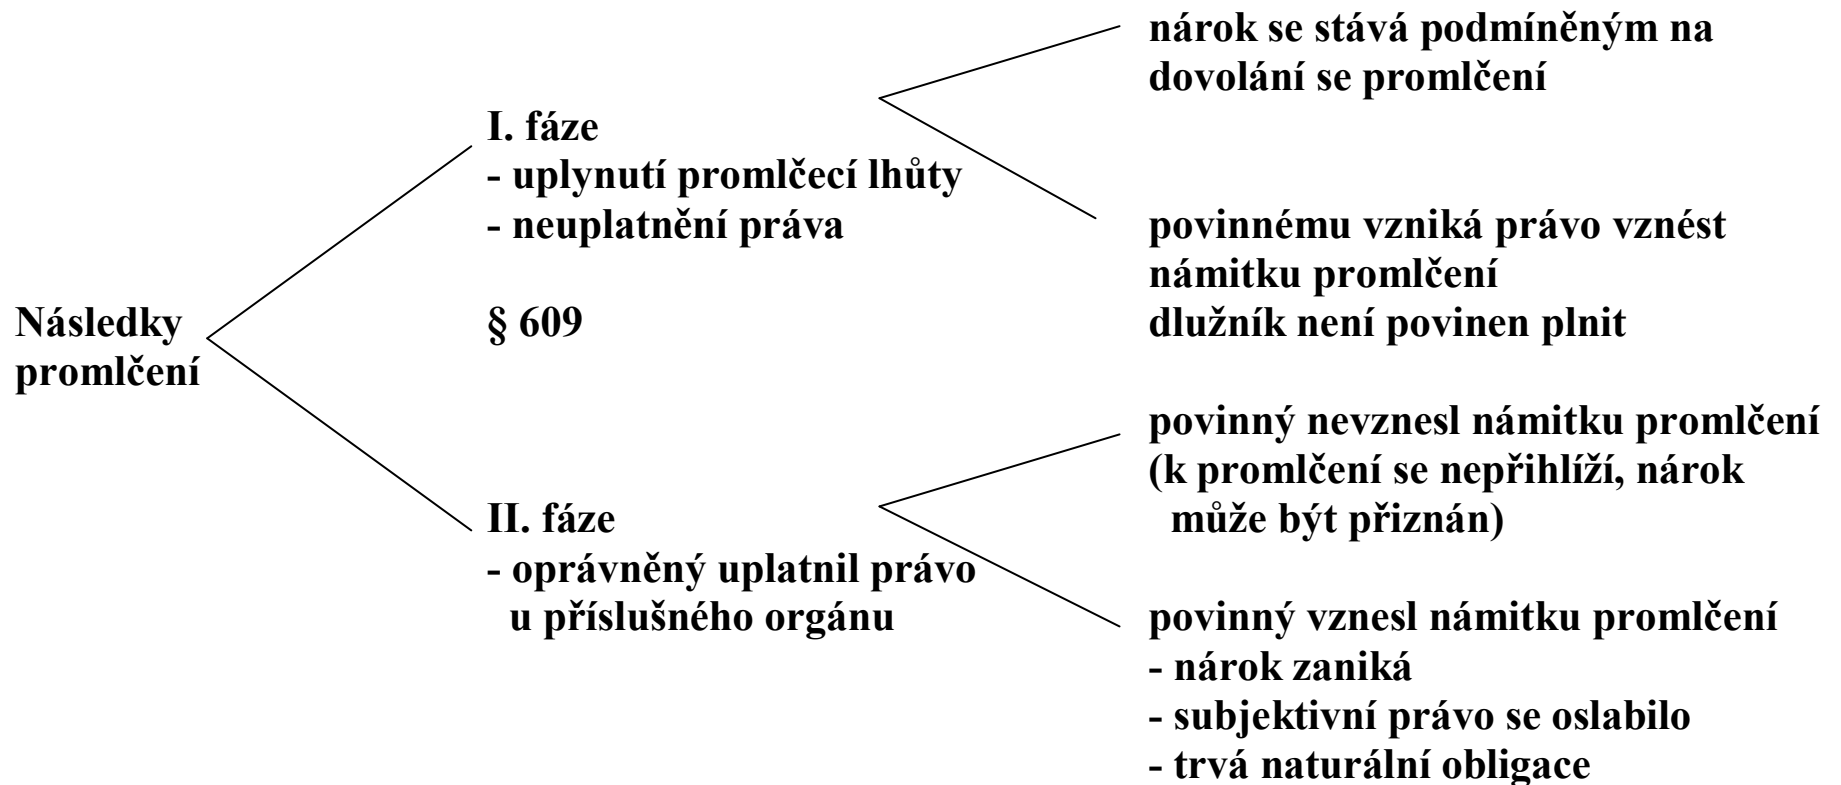 Následky
promlčení
I. fáze
- uplynutí promlčecí lhůty
- neuplatnění práva
§ 609
nárok se stává podmíněným na
dovolání se promlčení
povinnému vzniká právo vznést
námitku promlčení
dlužník není povinen plnit
II. fáze
- oprávněný uplatnil právo
u příslušného orgánu
povinný nevznesl námitku promlčení
(k promlčení se nepřihlíží, nárok
může být přiznán)
povinný vznesl námitku promlčení
- nárok zaniká
- subjektivní právo se oslabilo
- trvá naturální obligace